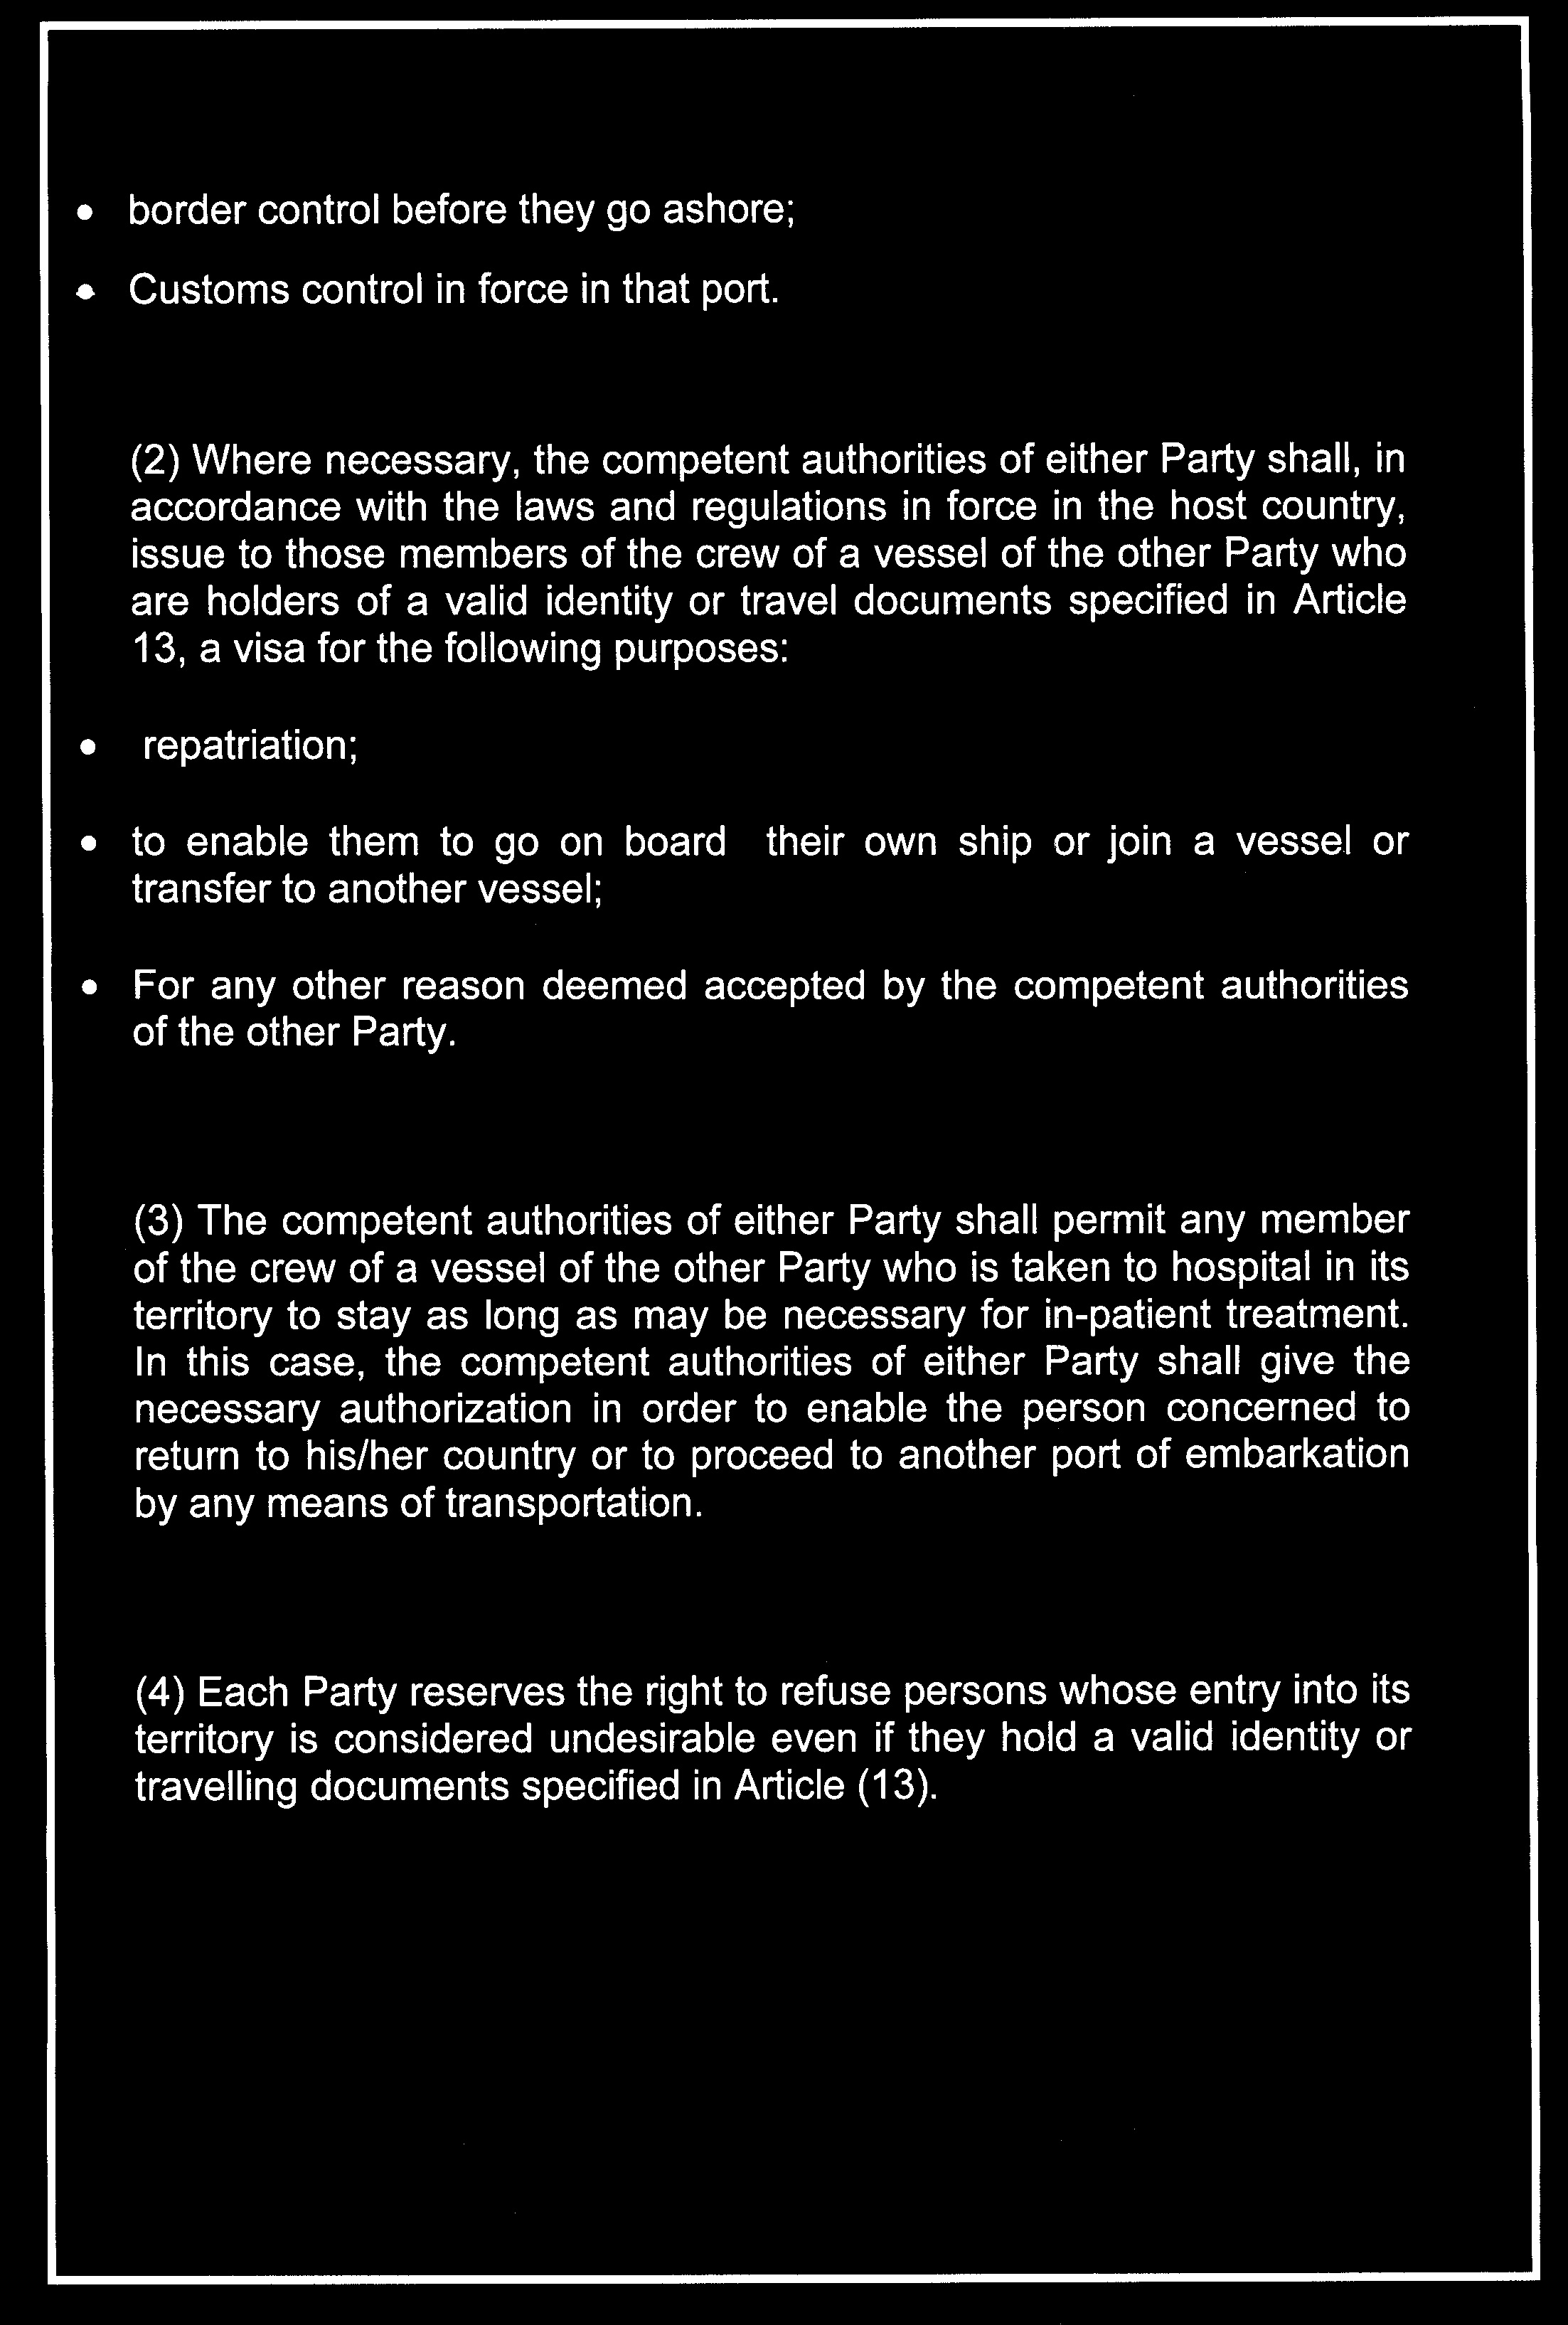 • border control before they go ashore;
• Customs control in force in that port.
(2) Where necessary, the competent authorities of either Party shall, in
accordance with the laws and regulations in force in the host country,
issue to those members of the crew of a vessel of the other Party who
are holders of a valid identity or travel documents specified in Article
13, a visa for the following purposes:
• repatriation;
• to enable them to go on board their own ship or join a vessel or
transfer to another vessel;
• For any other reason deemed accepted by the competent authorities
of the other Party.
(3) The competent authorities of either Party shall permit any member
of the crew of a vessel of the other Party who is taken to hospital in its
territory to stay as long as may be necessary for in-patient treatment.
In this case, the competent authorities of either Party shall give the
necessary authorization in order to enable the person concerned to
return to his/her country or to proceed to another port of embarkation
by any means of transportation.
(4) Each Party reserves the right to refuse persons whose entry into its
territory is considered undesirable even if they hold a valid identity or
travelling documents specified in Article (13).